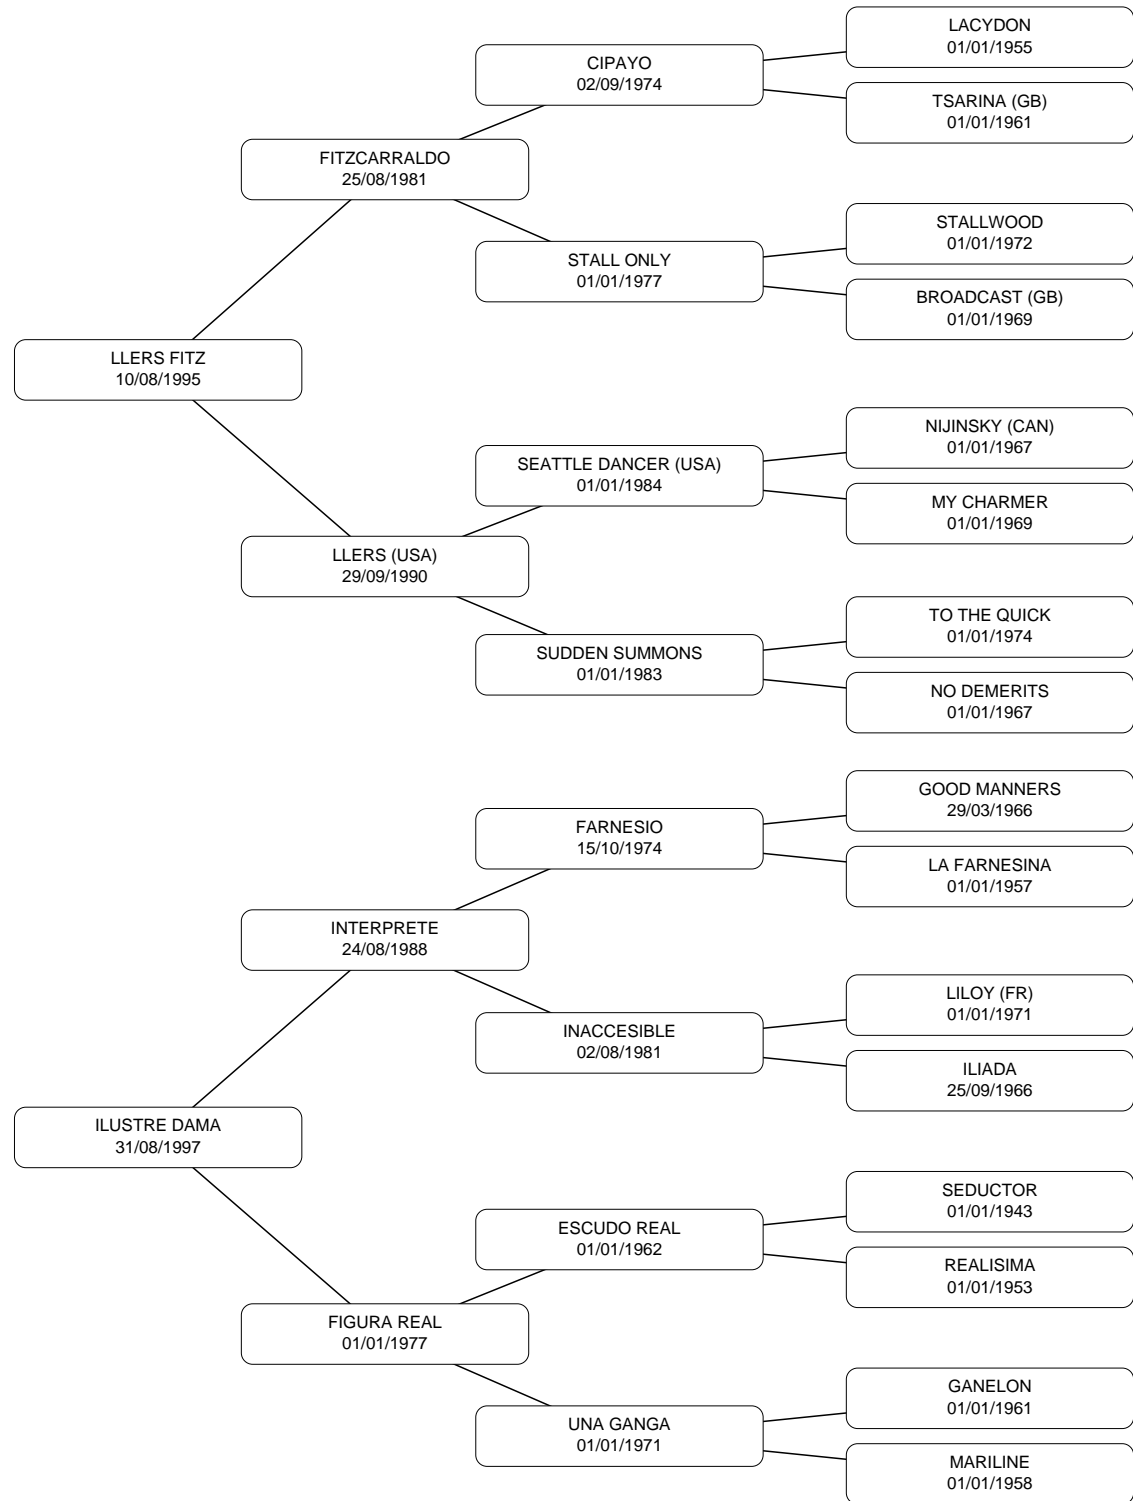 LACYDON
01/01/1955
CIPAYO
02/09/1974
TSARINA (GB)
01/01/1961
FITZCARRALDO
25/08/1981
STALLWOOD
01/01/1972
STALL ONLY
01/01/1977
BROADCAST (GB)
01/01/1969
LLERS FITZ
10/08/1995
NIJINSKY (CAN)
01/01/1967
SEATTLE DANCER (USA)
01/01/1984
MY CHARMER
01/01/1969
LLERS (USA)
29/09/1990
TO THE QUICK
01/01/1974
SUDDEN SUMMONS
01/01/1983
NO DEMERITS
01/01/1967
GOOD MANNERS
29/03/1966
FARNESIO
15/10/1974
LA FARNESINA
01/01/1957
INTERPRETE
24/08/1988
LILOY (FR)
01/01/1971
INACCESIBLE
02/08/1981
ILIADA
25/09/1966
ILUSTRE DAMA
31/08/1997
SEDUCTOR
01/01/1943
ESCUDO REAL
01/01/1962
REALISIMA
01/01/1953
FIGURA REAL
01/01/1977
GANELON
01/01/1961
UNA GANGA
01/01/1971
MARILINE
01/01/1958